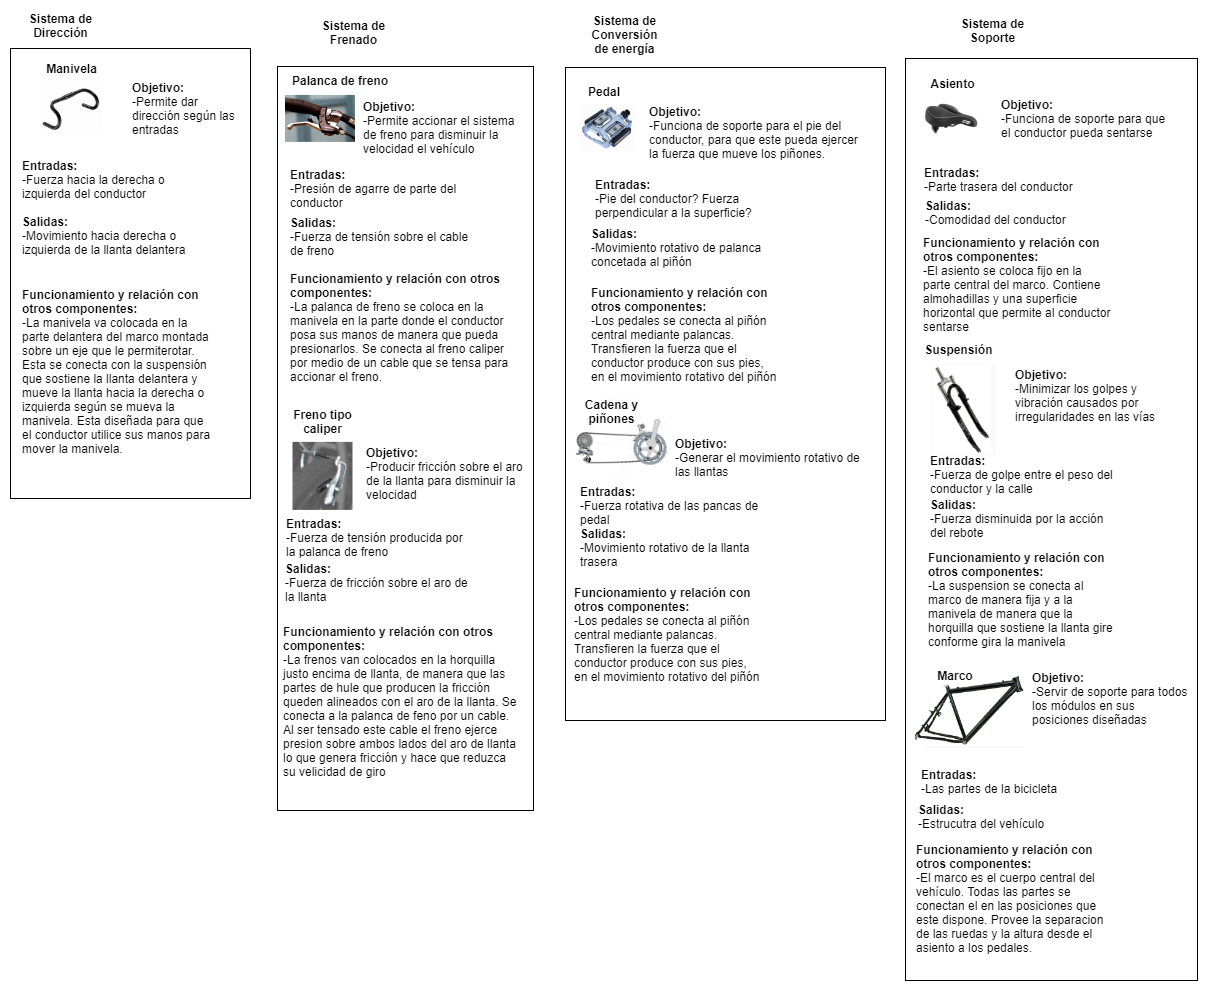 Sistema de
Dirección
Manivela
Objetivo:
-Permite dar
dirección según las
entradas
Entradas:
-Fuerza hacia la derecha o
izquierda del conductor
Salidas:
-Movimiento hacia derecha o
izquierda de la llanta delantera
Funcionamiento y relación con
otros componentes:
-La manivela va colocada en la
parte delantera del marco montada
sobre un eje que le permiterotar.
Esta se conecta con la suspensión
que sostiene la llanta delantera y
mueve la llanta hacia la derecha o
izquierda según se mueva la
manivela. Esta diseñada para que
el conductor utilice sus manos para
mover la manivela.
Sistema de
Frenado
Palanca de freno
Objetivo:
-Permite accionar el sistema
de freno para disminuir la
velocidad el vehículo
Entradas:
-Presión de agarre de parte del
conductor
Salidas:
-Fuerza de tensión sobre el cable
de freno
Funcionamiento y relación con otros
componentes:
-La palanca de freno se coloca en la
manivela en la parte donde el conductor
posa sus manos de manera que pueda
presionarlos. Se conecta al freno caliper
por medio de un cable que se tensa para
accionar el freno.
Freno tipo
caliper
Objetivo:
-Producir fricción sobre el aro
de la llanta para disminuir la
velocidad
Entradas:
-Fuerza de tensión producida por
la palanca de freno
Salidas:
-Fuerza de fricción sobre el aro de
la llanta
Funcionamiento y relación con otros
componentes:
-La frenos van colocados en la horquilla
justo encima de llanta, de manera que las
partes de hule que producen la fricción
queden alineados con el aro de la llanta. Se
conecta a la palanca de feno por un cable.
Al ser tensado este cable el freno ejerce
presion sobre ambos lados del aro de llanta
lo que genera fricción y hace que reduzca
su velicidad de giro
Sistema de
Conversión
de energía
Pedal
Objetivo:
-Funciona de soporte para el pie del
conductor, para que este pueda ejercer
la fuerza que mueve los piñones.
Entradas:
-Pie del conductor? Fuerza
perpendicular a la superficie?
Salidas:
-Movimiento rotativo de palanca
concetada al piñón
Funcionamiento y relación con
otros componentes:
-Los pedales se conecta al piñón
central mediante palancas.
Transfieren la fuerza que el
conductor produce con sus pies,
en el movimiento rotativo del piñón
Cadena y
piñones
Objetivo:
-Generar el movimiento rotativo de
las llantas
Entradas:
-Fuerza rotativa de las pancas de
pedal
Salidas:
-Movimiento rotativo de la llanta
trasera
Funcionamiento y relación con
otros componentes:
-Los pedales se conecta al piñón
central mediante palancas.
Transfieren la fuerza que el
conductor produce con sus pies,
en el movimiento rotativo del piñón
Sistema de
Soporte
Asiento
Objetivo:
-Funciona de soporte para que
el conductor pueda sentarse
Entradas:
-Parte trasera del conductor
Salidas:
-Comodidad del conductor
Funcionamiento y relación con
otros componentes:
-El asiento se coloca fijo en la
parte central del marco. Contiene
almohadillas y una superficie
horizontal que permite al conductor
sentarse
Suspensión
Objetivo:
-Minimizar los golpes y
vibración causados por
irregularidades en las vías
Entradas:
-Fuerza de golpe entre el peso del
conductor y la calle
Salidas:
-Fuerza disminuida por la acción
del rebote
Funcionamiento y relación con
otros componentes:
-La suspension se conecta al
marco de manera fija y a la
manivela de manera que la
horquilla que sostiene la llanta gire
conforme gira la manivela
Marco
Objetivo:
-Servir de soporte para todos
los módulos en sus
posiciones diseñadas
Entradas:
-Las partes de la bicicleta
Salidas:
-Estrucutra del vehículo
Funcionamiento y relación con
otros componentes:
-El marco es el cuerpo central del
vehículo. Todas las partes se
conectan el en las posiciones que
este dispone. Provee la separacion
de las ruedas y la altura desde el
asiento a los pedales.